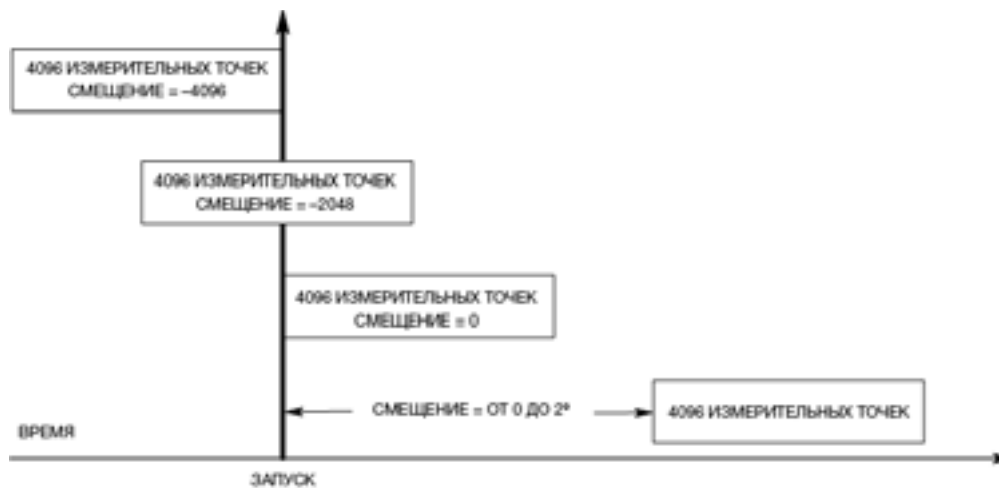 4096 ИЗМЕРИТЕЛЬНЫХ ТОЧЕК
СМЕЩЕНИЕ = –4096
4096 ИЗМЕРИТЕЛЬНЫХ ТОЧЕК
СМЕЩЕНИЕ = –2048
4096 ИЗМЕРИТЕЛЬНЫХ ТОЧЕК
СМЕЩЕНИЕ = 0
СМЕЩЕНИЕ = ОТ 0 ДО
4096 ИЗМЕРИТЕЛЬНЫХ ТОЧЕК
ВРЕМЯ
ЗАПУСК